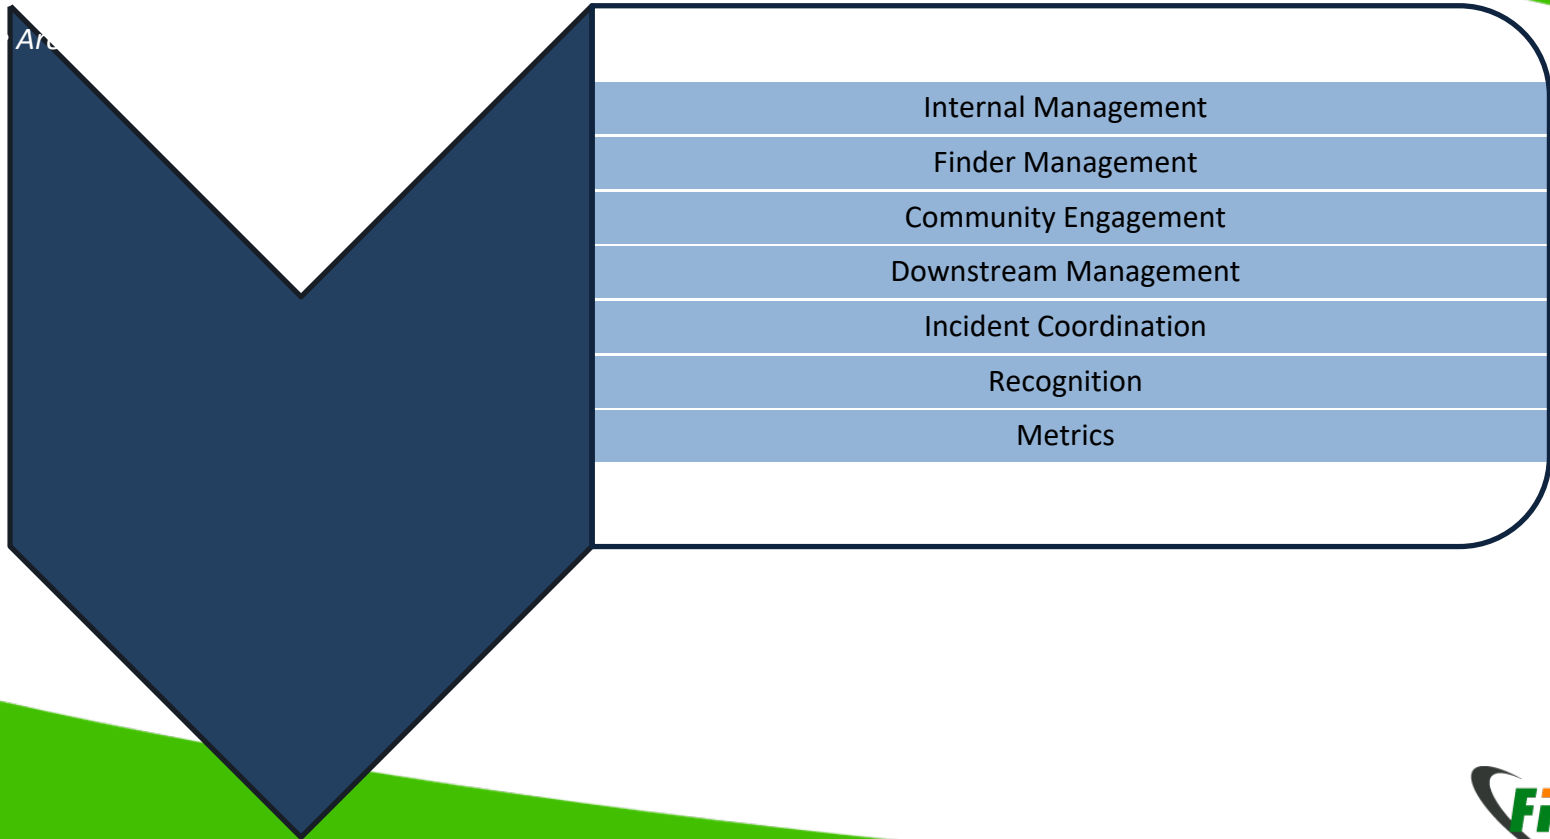 Internal Management
Finder Management
Community Engagement
Downstream Management
Incident Coordination
Recognition
Metrics